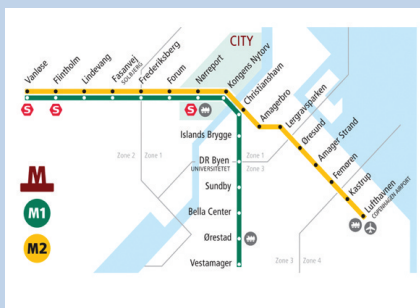 Vanløse
Flintholm
Lindevang
Fasanvej
SOLBJERG
Frederiksberg
Forum
Nørreport
CITY
Kongens Nytorv
Christianshavn
Amagerbro
Lergravsparken
Øresund
Amager Strand
Femøren
Kastrup
Lufthavnen
COPENHAGEN AIRPORT
S
S
S
Islands Brygge
DR Byen
UNIVERSITETET
Sundby
Bella Center
Ørestad
Vestamager
Zone 2
Zone 1
Zone 1
Zone 3
Zone 3
Zone 4
M
M1
M2